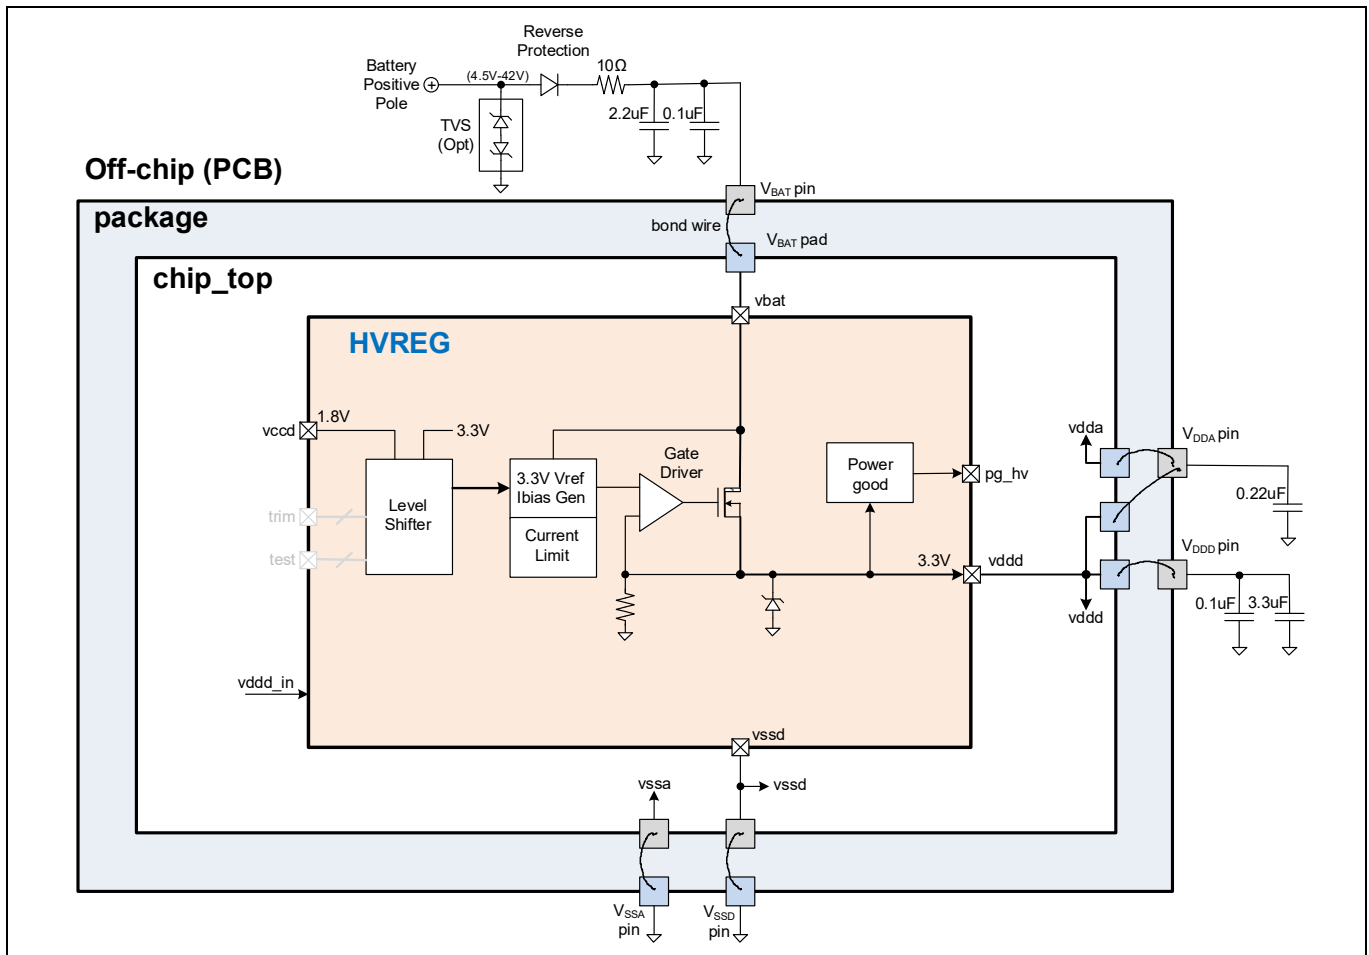 Reverse
Protection
Battery
Positive
Pole
(4.5V-42V)
10Ω
TVS
(Opt)
2.2uF
0.1uF
Off-chip (PCB)
VBAT pin
package
bond wire
VBAT pad
chip_top
vbat
HVREG
vccd
1.8V
3.3V
Level
Shifter
trim
test
3.3V Vref
Ibias Gen
Current
Limit
Gate
Driver
Power
good
pg_hv
3.3V
vddd
vdda
VDDA pin
0.22uF
VDDD pin
vddd
0.1uF
3.3uF
vddd_in
vssd
vssa
vssd
VSSA
pin
VSSD
pin